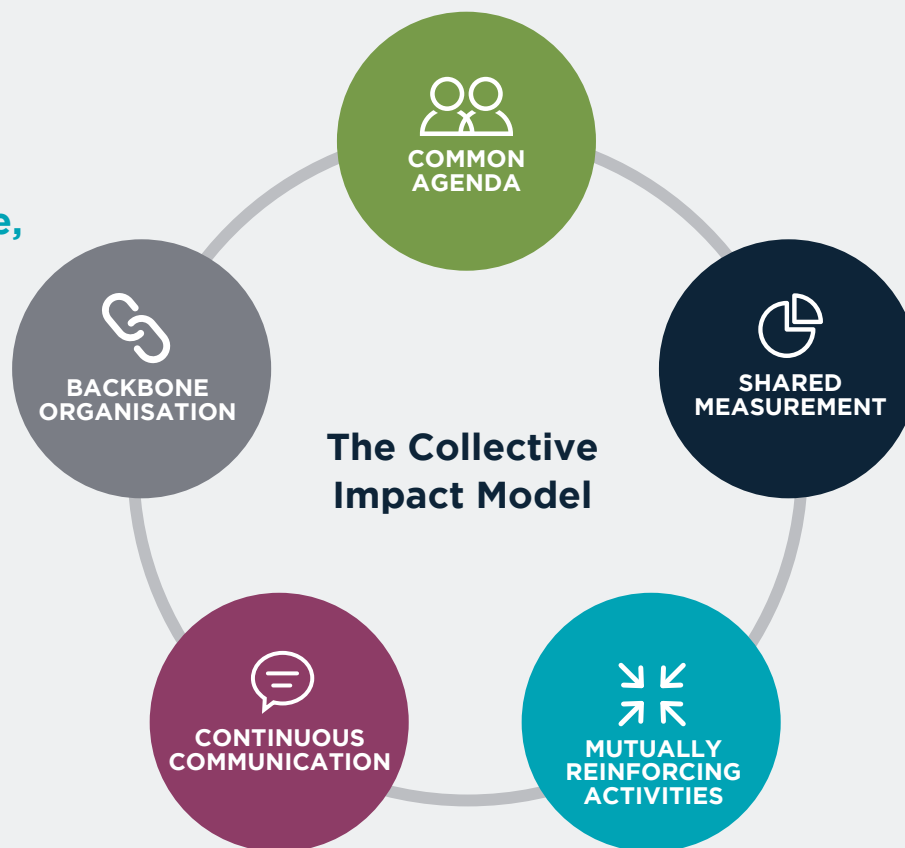 COMMON
AGENDA
e,
BACKBONE
ORGANISATION
SHARED
MEASUREMENT
The Collective
Impact Model
CONTINUOUS
COMMUNICATION
MUTUALLY
REINFORCING
ACTIVITIES